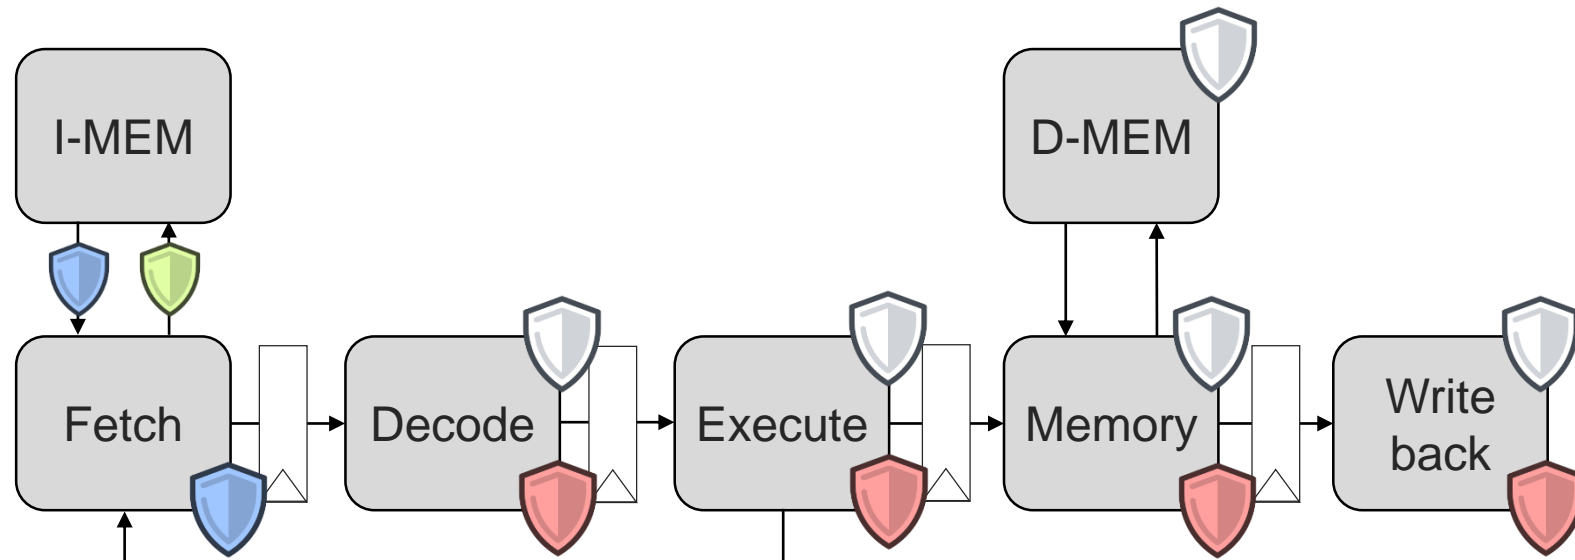 I-MEM
D-MEM
Fetch
Decode
Execute
Memory
Write
back